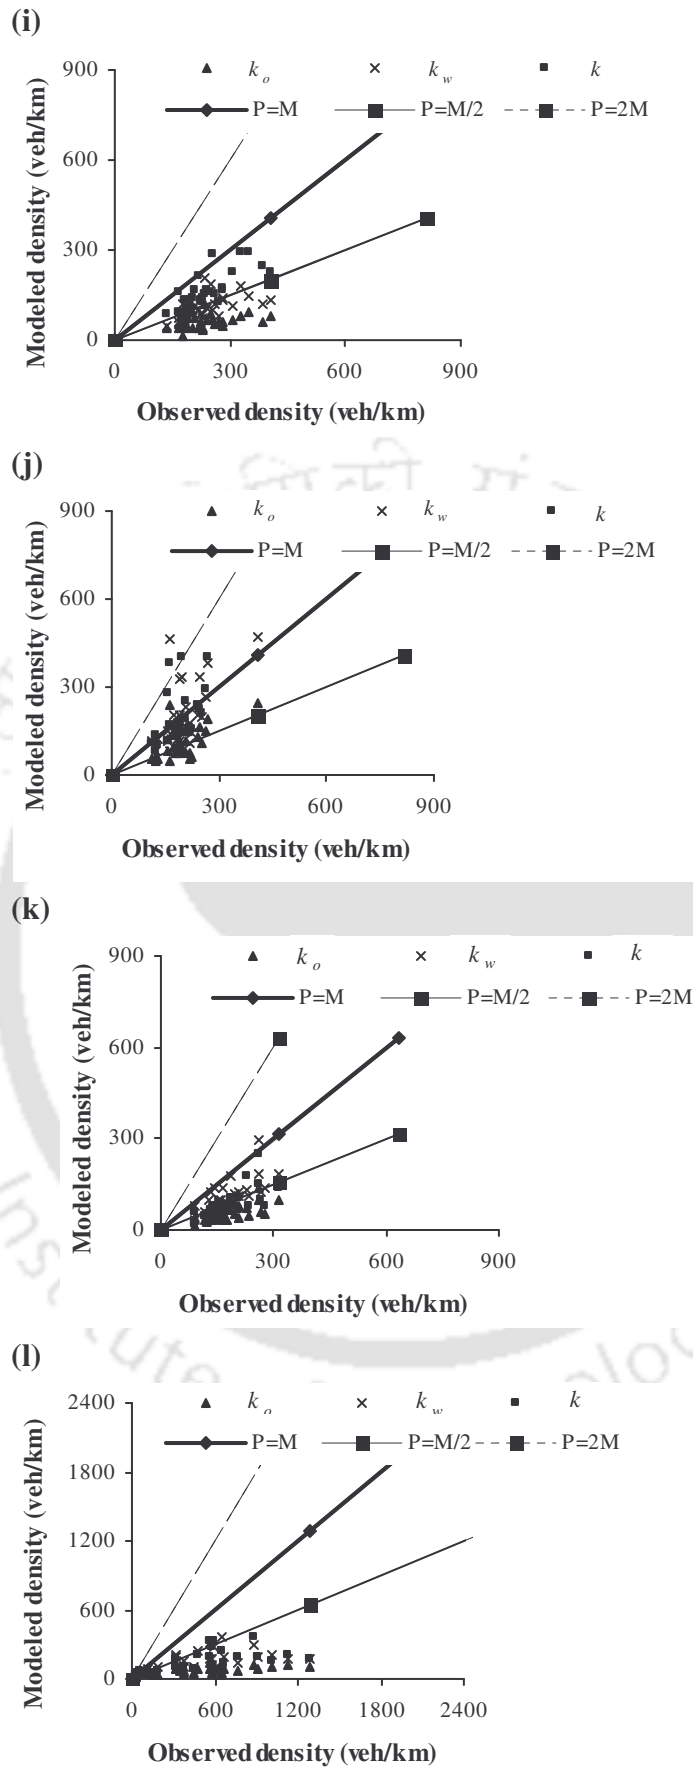 (i)
900
k_o
k_w
k
P=M
P=M/2
P=2M
600
300
0
0
300
600
900
Modeled density (veh/km)
Observed density (veh/km)
(j)
900
k_o
k_w
k
P=M
P=M/2
P=2M
600
300
0
0
300
600
900
Modeled density (veh/km)
Observed density (veh/km)
(k)
900
k_o
k_w
k
P=M
P=M/2
P=2M
600
300
0
0
300
600
900
Modeled density (veh/km)
Observed density (veh/km)
(l)
2400
k_o
k_w
k
P=M
P=M/2
P=2M
1800
1200
600
0
0
600
1200
1800
2400
Modeled density (veh/km)
Observed density (veh/km)